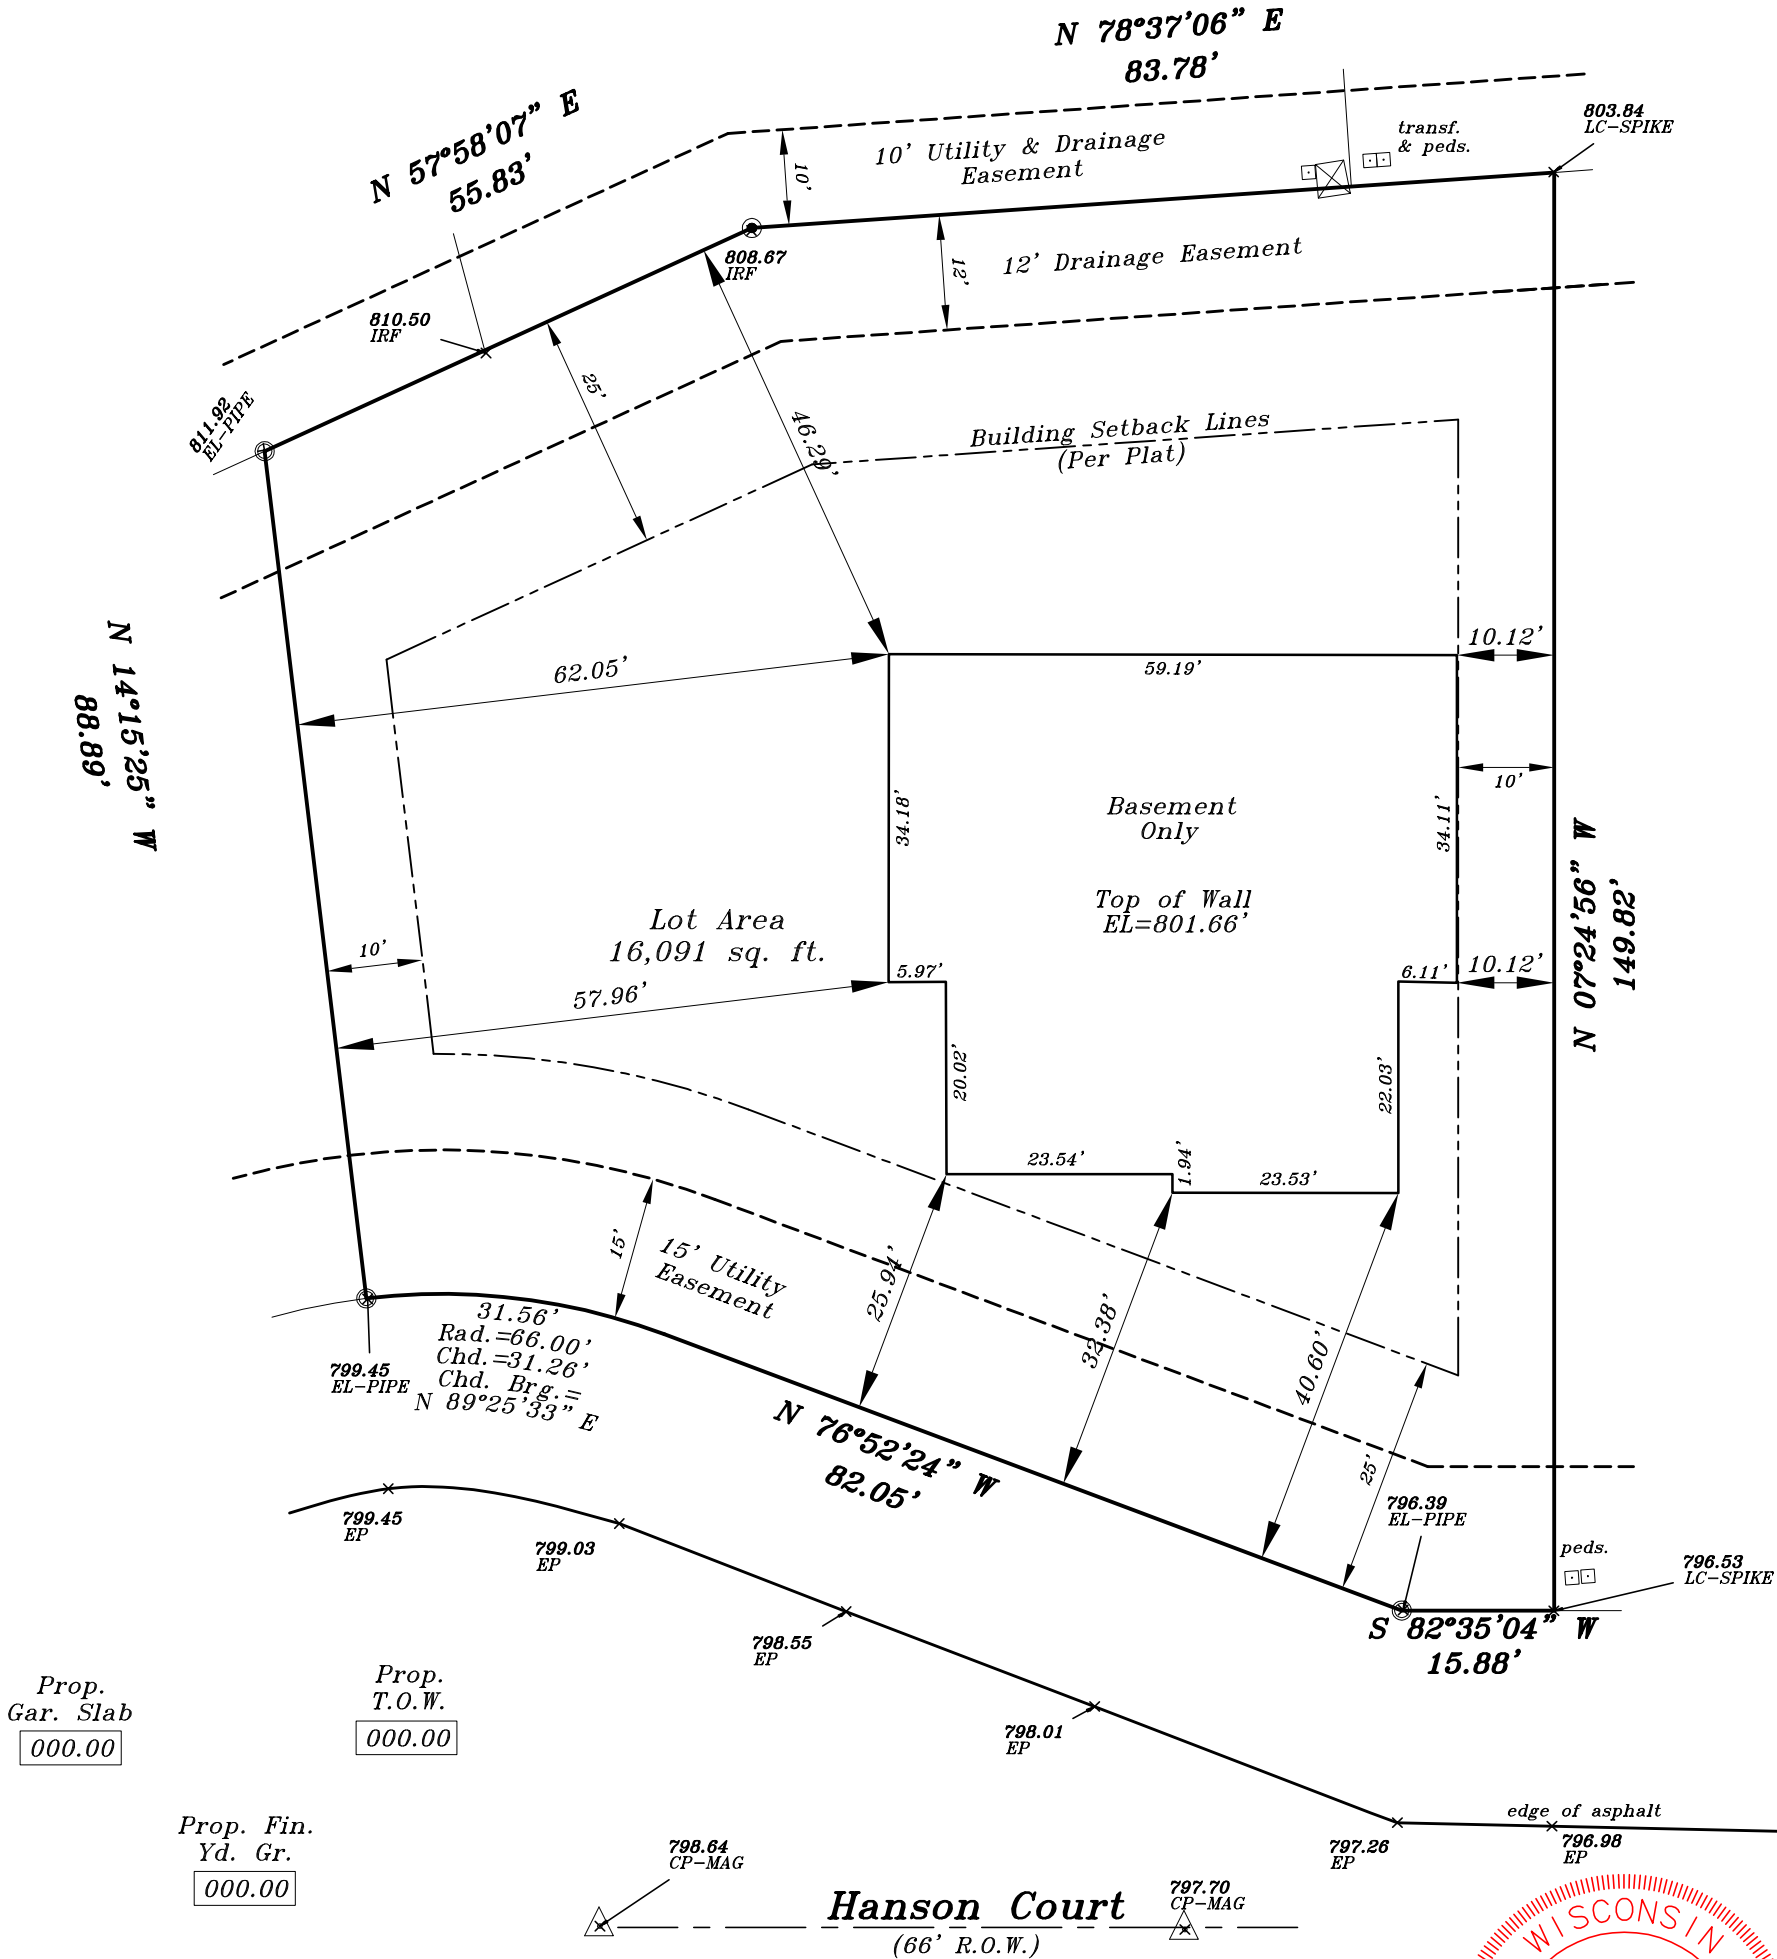 N 78°37'06" E
83.78'
N 57°58'07" E
55.83'
803.84
LC-SPIKE
transf.
& peds.
10' Utility & Drainage
Easement
10'
808.67
IRF
12'
12' Drainage Easement
810.50
IRF
811.92
EL-PIPE
25'
46.29'
Building Setback Lines
(Per Plat)
N 14°15'25" W
88.89'
62.05'
59.19'
10.12'
10'
34.18'
Basement
Only
34.11'
Top of Wall
EL=801.66'
N 07°24'56" W
149.82'
Lot Area
16,091 sq. ft.
10'
57.96'
5.97'
6.11'
10.12'
20.02'
22.03'
23.54'
1.94'
23.53'
15'
15' Utility
Easement
25.94'
32.38'
40.60'
25'
31.56'
Rad.=66.00'
Chd.=31.26'
Chd. Brg.=
N 89°25'33" E
799.45
EL-PIPE
N 76°52'24" W
82.05'
796.39
EL-PIPE
peds.
796.53
LC-SPIKE
S 82°35'04" W
15.88'
799.45
EP
799.03
EP
798.55
EP
798.01
EP
797.26
EP
edge of asphalt
796.98
EP
Prop.
Gar. Slab
000.00
Prop.
T.O.W.
000.00
Prop. Fin.
Yd. Gr.
000.00
798.64
CP-MAG
Hanson Court
(66' R.O.W.)
797.70
CP-MAG
WISCONSIN